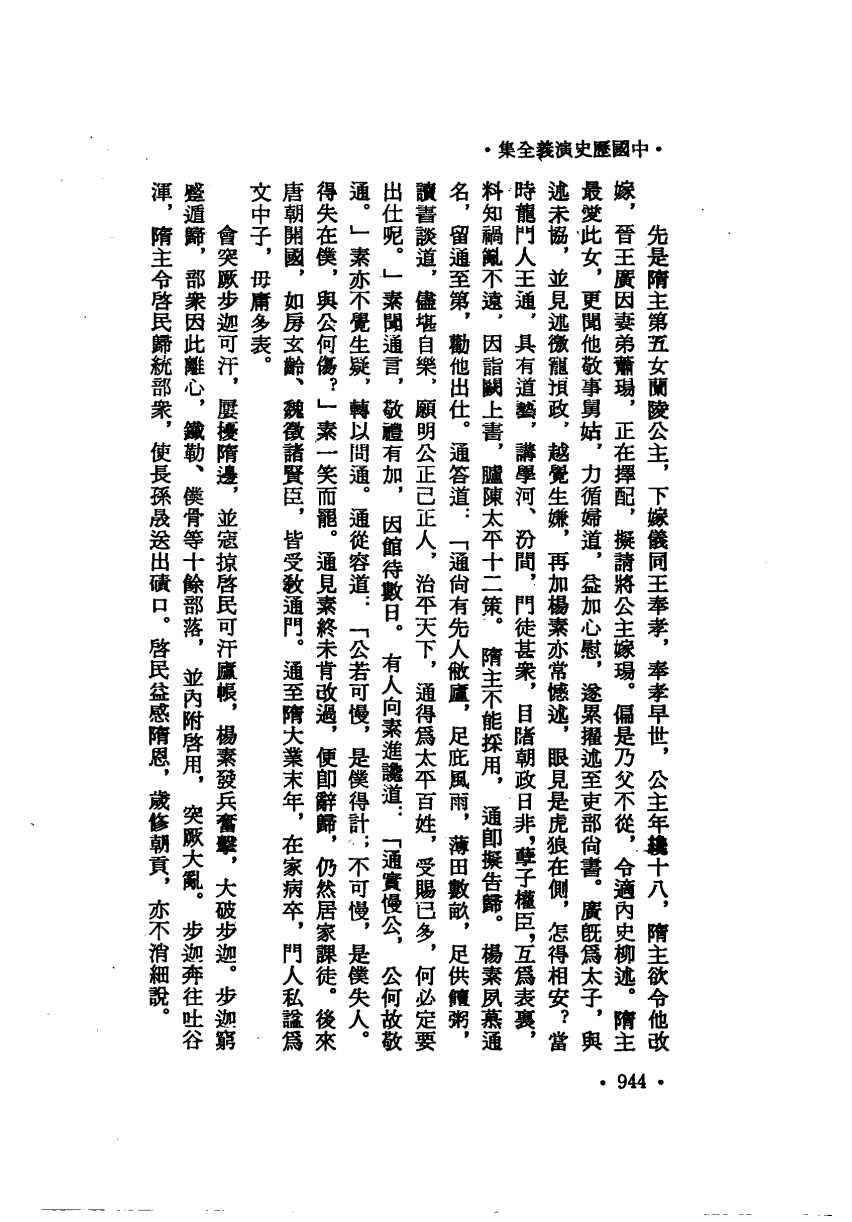 •中國歷史演義全集•
先是隋主第五女蘭陵公主，下嫁儀同王奉孝，奉孝早世，公主年纔十八，隋主欲令他改
嫁，晉王廣因妻弟蕭瑒，正在擇配，擬請將公主嫁瑒。偏是乃父不從，令適內史柳述。隋主
最愛此女，更聞他敬事舅姑，力循婦道，益加心慰，遂累擢述至吏部尚書。廣既為太子，與
述未協，並見述徼寵預政，越覺生嫌，再加楊素亦常憾述，眼見是虎狼在側，怎得相安？當
時龍門人王通，具有道藝，講學河、汾間，門徒甚衆，目睹朝政日非，孽子權臣，互為表裏，
料知禍亂不遠，因詣闕上書，臚陳太平十二策。隋主不能採用，通卽擬告歸。楊素夙慕通
名，留通至第，勸他出仕。通答道：「通尚有先人敝廬，足庇風雨，薄田數畝，足供饘粥，
讀書談道，儘堪自樂，願明公正己正人，治平天下，通得為太平百姓，受賜已多，何必定要
出仕呢。」素聞通言，敬禮有加，因館待數日。有人向素進讒道：「通實慢公，公何故敬
通。」素亦不覺生疑，轉以問通。通從容道：「公若可慢，是僕得計；不可慢，是僕失人。
得失在僕，與公何傷？」素一笑而罷。通見素終未肯改過，便卽辭歸，仍然居家課徒。後來
唐朝開國，如房玄齡、魏徵諸賢臣，皆受敎通門。通至隋大業末年，在家病卒，門人私諡為
文中子，毋庸多表。
會突厥步迦可汗，屢擾隋邊，並寇掠啓民可汗廬帳，楊素發兵奮擊，大破步迦。步迦窮
蹙遁歸，部衆因此離心，鐵勒、僕骨等十餘部落，並內附啓用，突厥大亂。步迦奔往吐谷
渾，隋主令啓民歸統部衆，使長孫晟送出磧口。啓民益感隋恩，歲修朝貢，亦不消細說。
•944•